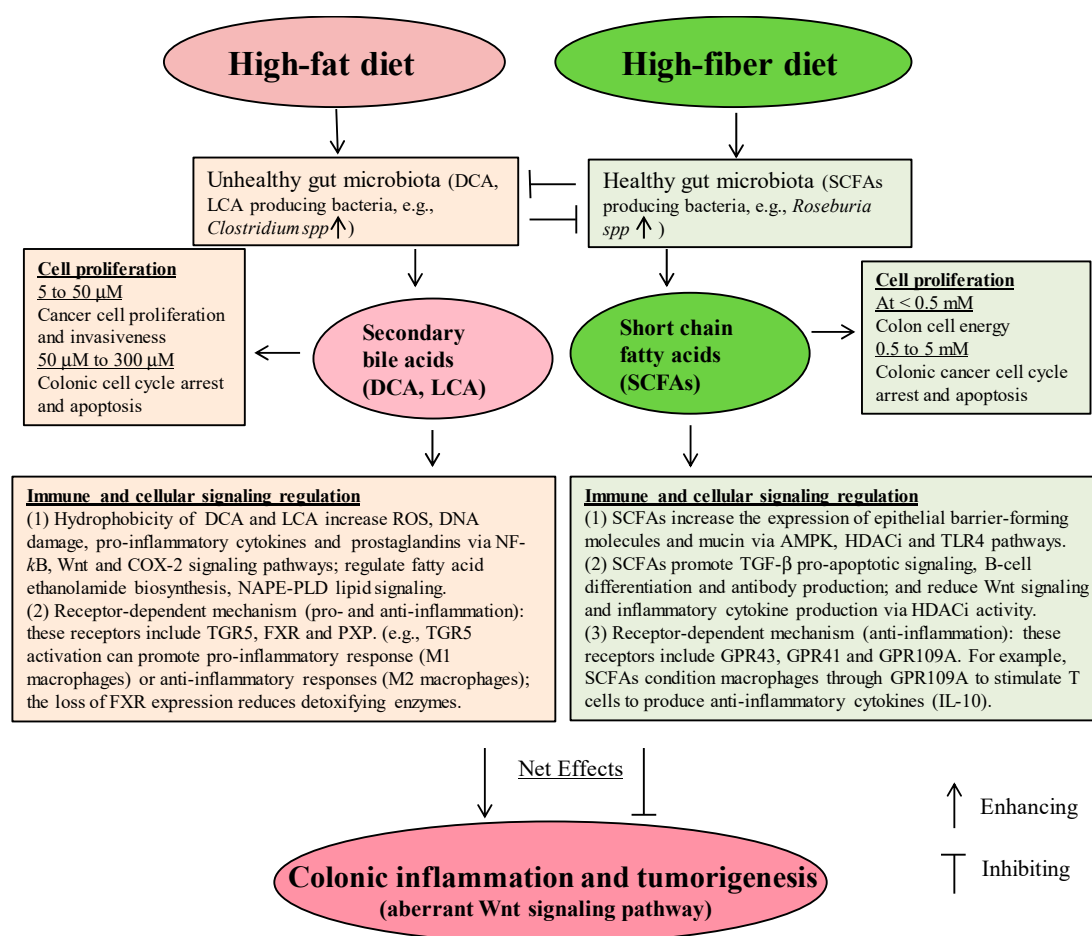 High-fat diet
High-fiber diet
Unhealthy gut microbiota (DCA,
LCA producing bacteria, e.g.,
Clostridium spp↑)
Healthy gut microbiota (SCFAs
producing bacteria, e.g., Roseburia
spp ↑ )
Cell proliferation
5 to 50 µM
Cancer cell proliferation
and invasiveness
50 µM to 300 µM
Colonic cell cycle arrest
and apoptosis
Secondary
bile acids
(DCA, LCA)
Short chain
fatty acids
(SCFAs)
Cell proliferation
At < 0.5 mM
Colon cell energy
0.5 to 5 mM
Colonic cancer cell cycle
arrest and apoptosis
Immune and cellular signaling regulation
(1) Hydrophobicity of DCA and LCA increase ROS, DNA
damage, pro-inflammatory cytokines and prostaglandins via NF-
kB, Wnt and COX-2 signaling pathways; regulate fatty acid
ethanolamide biosynthesis, NAPE-PLD lipid signaling.
(2) Receptor-dependent mechanism (pro- and anti-inflammation):
these receptors include TGR5, FXR and PXP. (e.g., TGR5
activation can promote pro-inflammatory response (M1
macrophages) or anti-inflammatory responses (M2 macrophages);
the loss of FXR expression reduces detoxifying enzymes.
Immune and cellular signaling regulation
(1) SCFAs increase the expression of epithelial barrier-forming
molecules and mucin via AMPK, HDACi and TLR4 pathways.
(2) SCFAs promote TGF-β pro-apoptotic signaling, B-cell
differentiation and antibody production; and reduce Wnt signaling
and inflammatory cytokine production via HDACi activity.
(3) Receptor-dependent mechanism (anti-inflammation): these
receptors include GPR43, GPR41 and GPR109A. For example,
SCFAs condition macrophages through GPR109A to stimulate T
cells to produce anti-inflammatory cytokines (IL-10).
Net Effects
Enhancing
Inhibiting
Colonic inflammation and tumorigenesis
(aberrant Wnt signaling pathway)